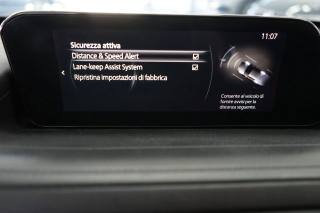 11:07
Sicurezza attiva
Distance & Speed Alert
Lane-keep Assist System
Ripristina impostazioni di fabbrica
Consente al veicolo di
fornire avvisi per la
distanza seguente.